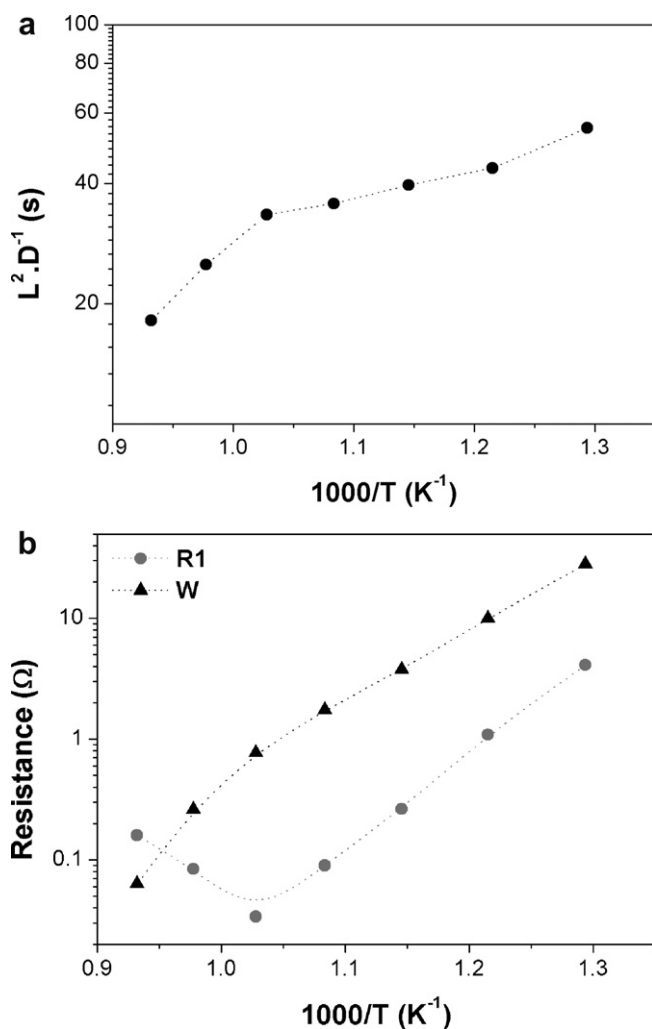 a
100
80
60
40
20
L².D⁻¹ (s)
0.9 1.0 1.1 1.2 1.3
1000/T (K⁻¹)
b
R1
W
10
1
0.1
Resistance (Ω)
0.9 1.0 1.1 1.2 1.3
1000/T (K⁻¹)